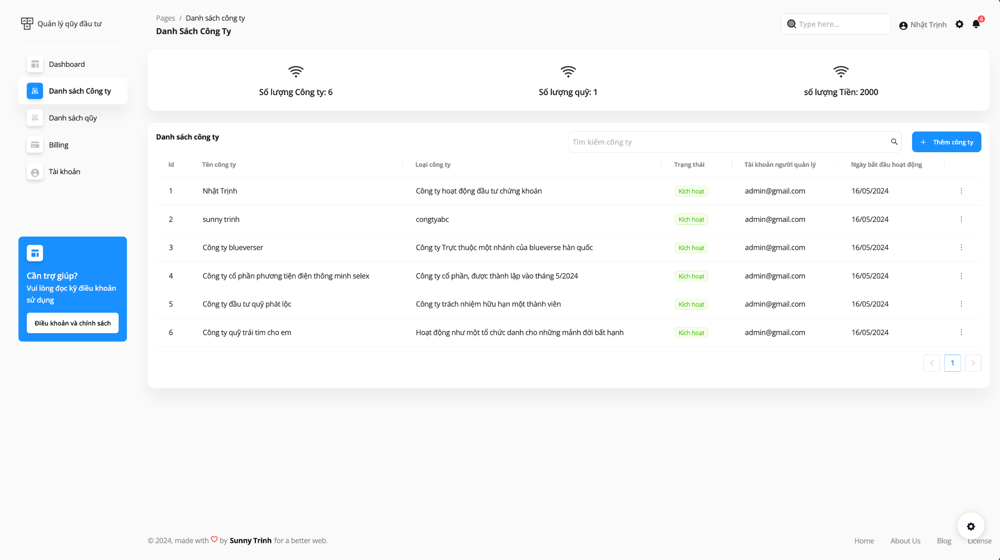 Quản lý qũy đầu tư
Dashboard
Danh sách Công ty
Danh sách qũy
Billing
Tài khoản
Cần trợ giúp?
Vui lòng đọc kỹ điều khoản
sử dụng
Điều khoản và chính sách
Pages / Danh sách công ty
Danh Sách Công Ty
Type here...
Nhật Trịnh
4
Số lượng Công ty: 6
Số lượng quỹ: 1
số lượng Tiền: 2000
Danh sách công ty
Tìm kiếm công ty
+ Thêm công ty
Id Tên công ty Loại công ty Trạng thái Tài khoản người quản lý Ngày bắt đầu hoạt động
1 Nhật Trịnh Công ty hoạt động đầu tư chứng khoán Kích hoạt admin@gmail.com 16/05/2024
2 sunny trinh congtyabc Kích hoạt admin@gmail.com 16/05/2024
3 Công ty blueverser Công ty Trực thuộc một nhánh của blueverse hàn quốc Kích hoạt admin@gmail.com 16/05/2024
4 Công ty cổ phần phương tiện điện thông minh selex Công ty cổ phần, được thành lập vào tháng 5/2024 Kích hoạt admin@gmail.com 16/05/2024
5 Công ty đầu tư quỹ phát lộc Công ty trách nhiệm hữu hạn một thành viên Kích hoạt admin@gmail.com 16/05/2024
6 Công ty quỹ trái tim cho em Hoạt động như một tổ chức danh cho những mảnh đời bất hạnh Kích hoạt admin@gmail.com 16/05/2024
< 1 >
© 2024, made with ♡ by Sunny Trinh for a better web.
Home About Us Blog License